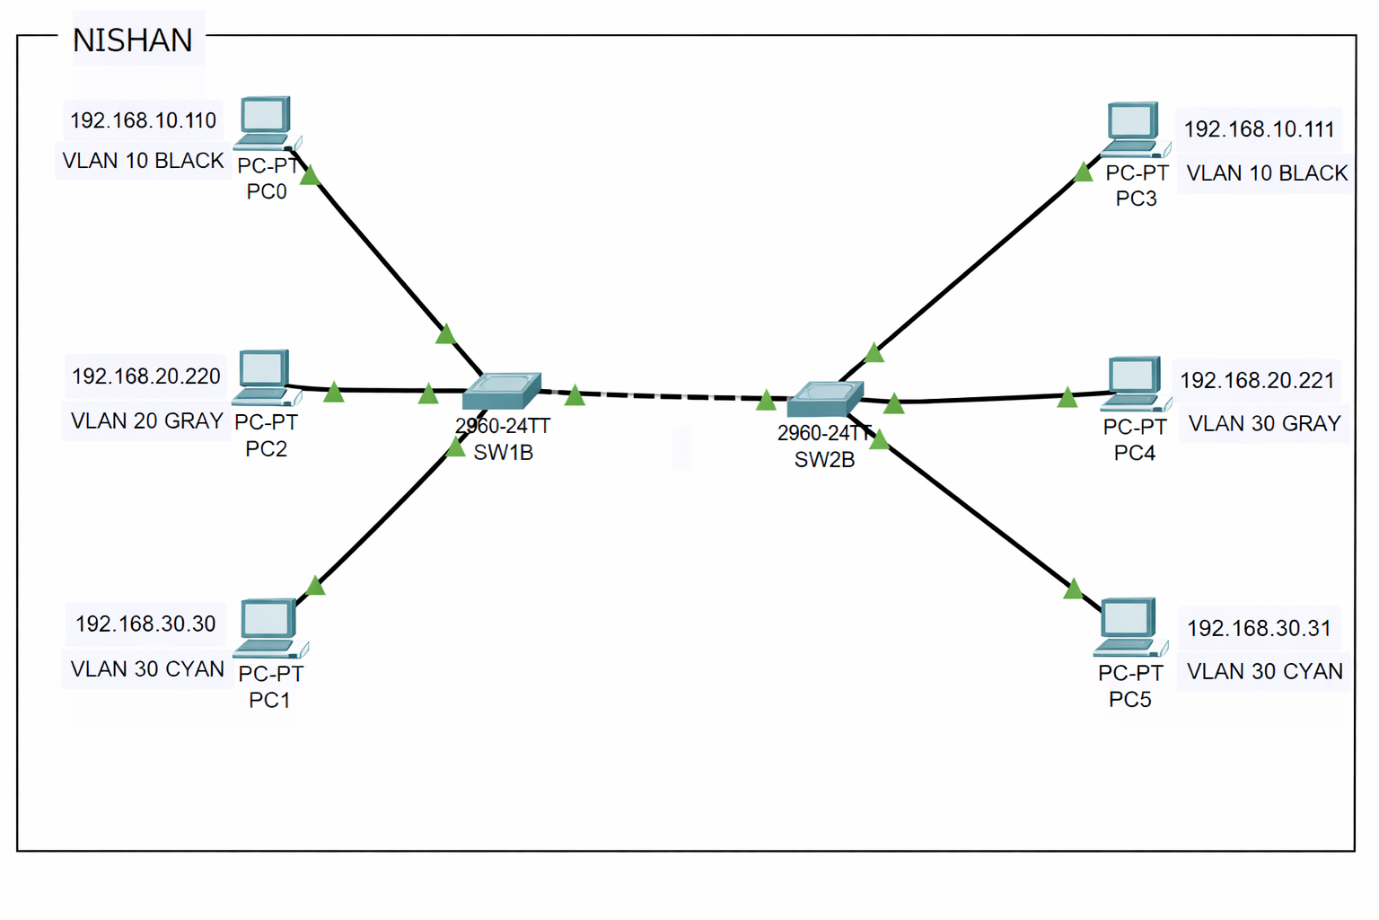 NISHAN
192.168.10.110
VLAN 10 BLACK
PC-PT
PC0
192.168.10.111
VLAN 10 BLACK
PC-PT
PC3
192.168.20.220
VLAN 20 GRAY
PC-PT
PC2
2960-24TT
SW1B
2960-24TT
SW2B
192.168.20.221
VLAN 30 GRAY
PC-PT
PC4
192.168.30.30
VLAN 30 CYAN
PC-PT
PC1
192.168.30.31
VLAN 30 CYAN
PC-PT
PC5